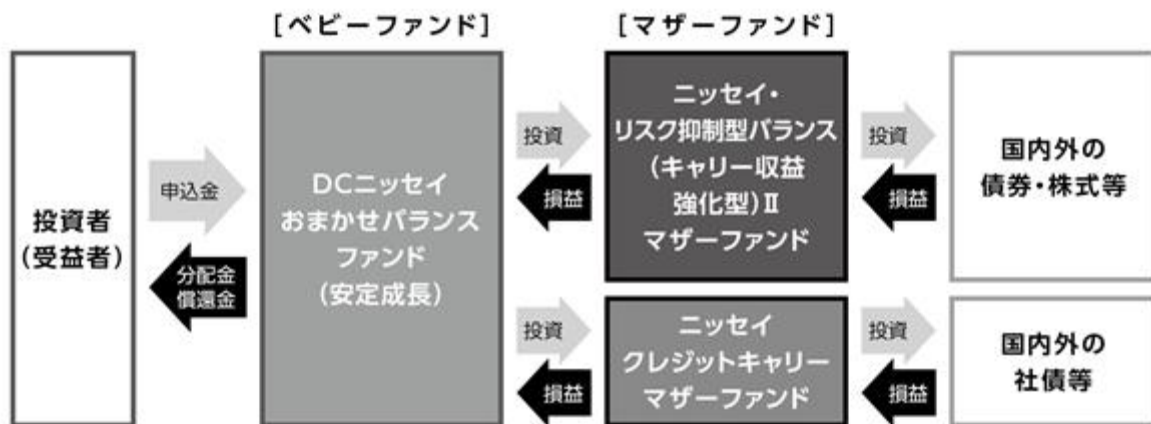 [ベビーファンド]
[マザーファンド]
投資者
(受益者)
申込金
分配金
償還金
DCニッセイ
おまかせバランス
ファンド
(安定成長)
投資
損益
ニッセイ・
リスク抑制型バランス
(キャリー収益
強化型)Ⅱ
マザーファンド
投資
損益
国内外の
債券・株式等
投資
損益
ニッセイ
クレジットキャリー
マザーファンド
投資
損益
国内外の
社債等